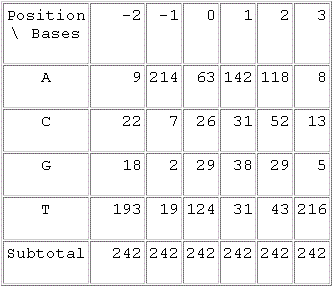 Position -2 -1 0 1 2 3
\ Bases
A 9 214 63 142 118 8
C 22 7 26 31 52 13
G 18 2 29 38 29 5
T 193 19 124 31 43 216
Subtotal 242 242 242 242 242 242